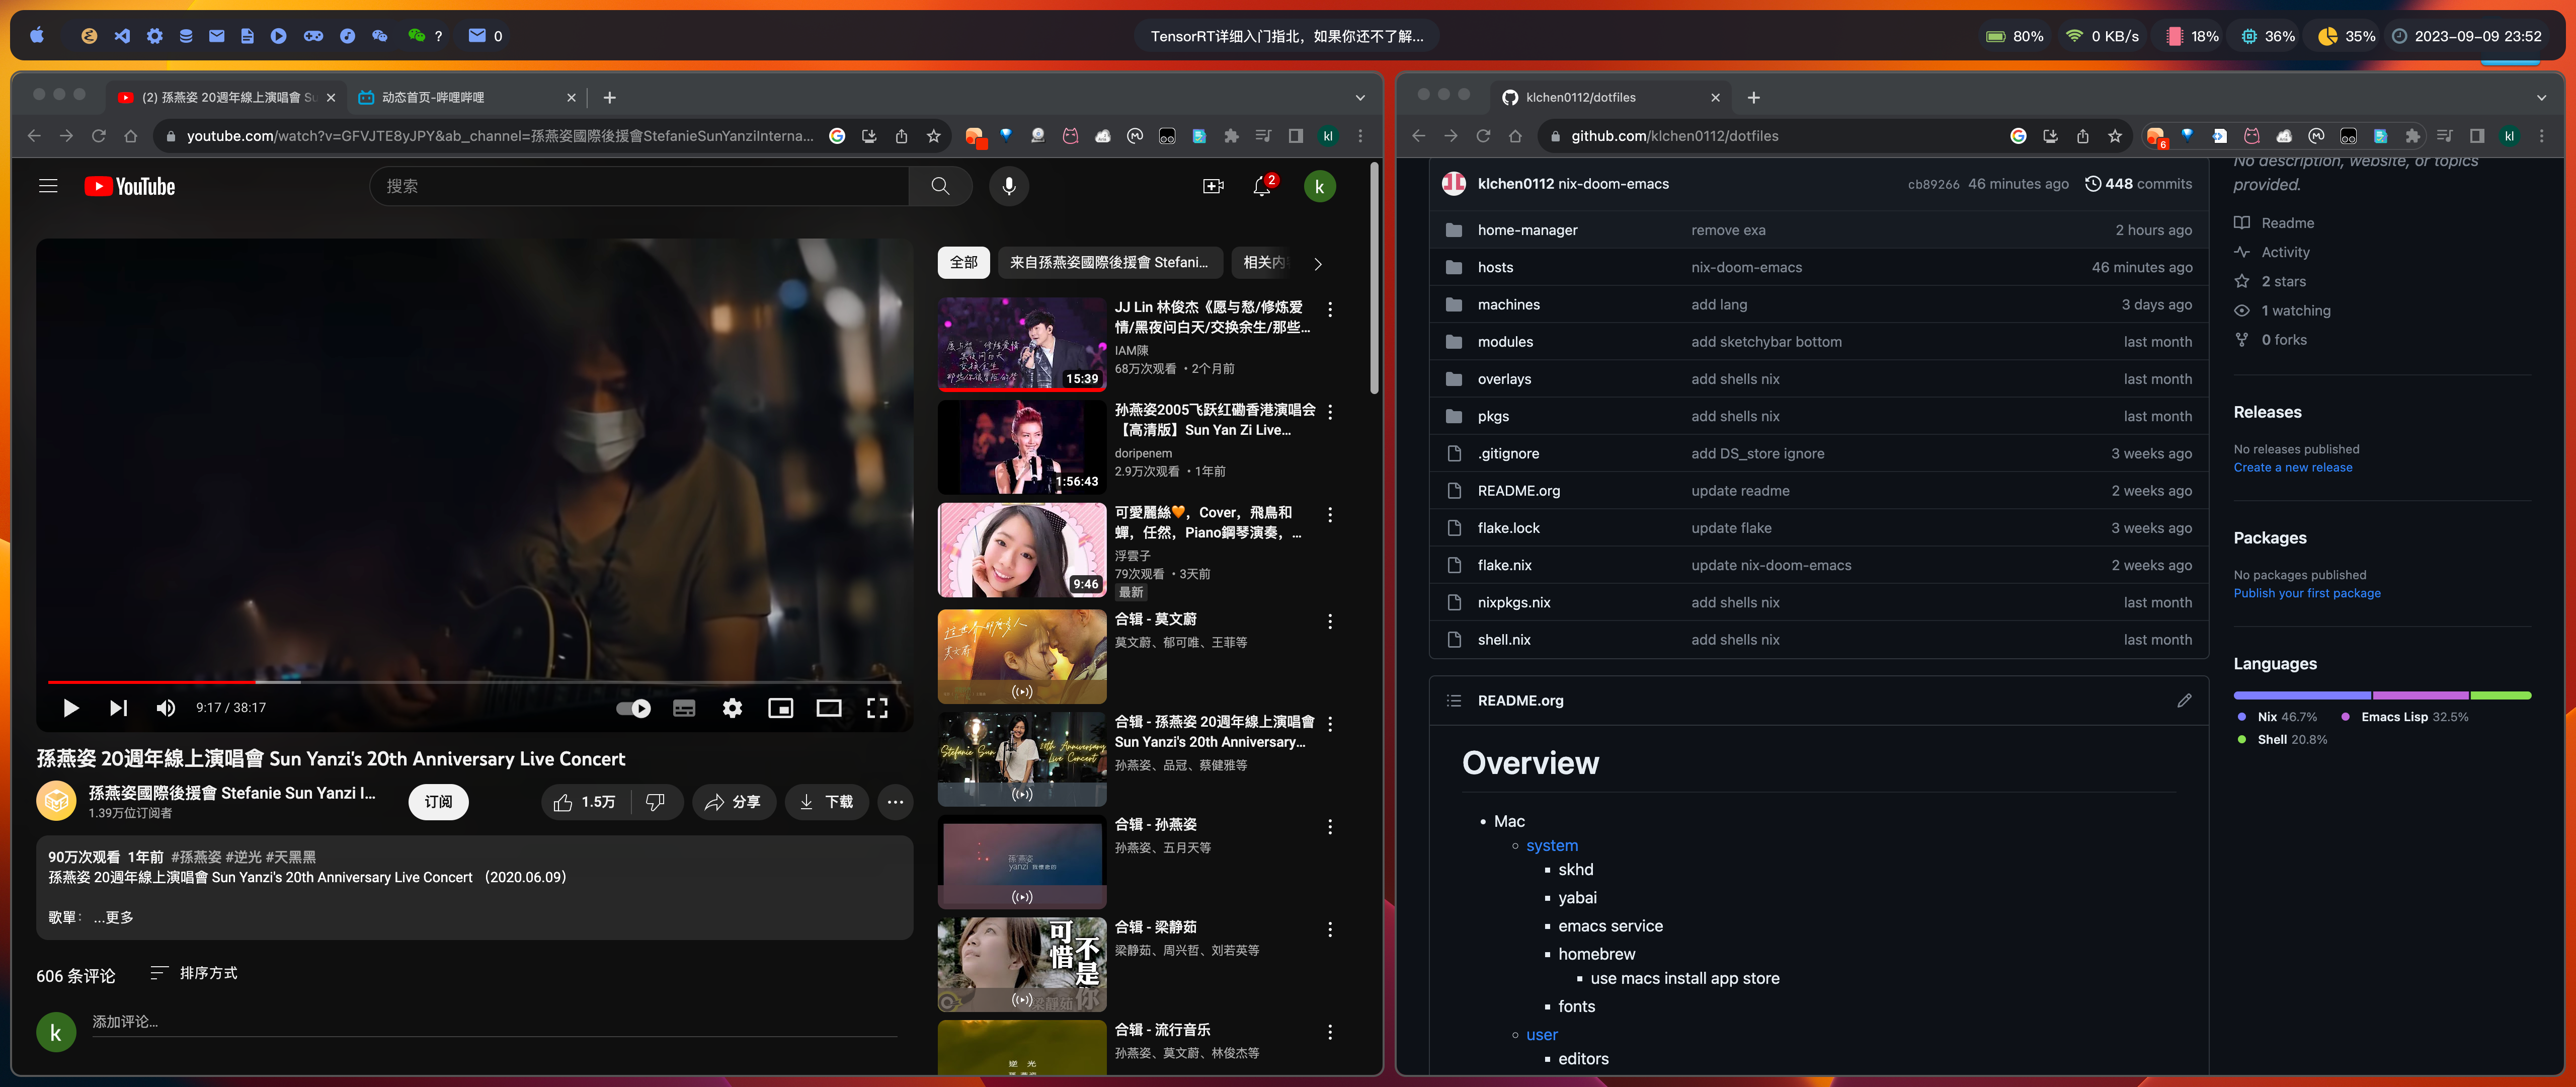 ? 0
TensorRT详细入门指北，如果你还不了解...
80% 0 KB/s 18% 36% 35% 2023-09-09 23:52
(2) 孫燕姿 20週年線上演唱會
动态首页-哔哩哔哩
youtube.com/watch?v=GFVJTE8yJPY&ab_channel=孫燕姿國際後援會StefanieSunYanziInterna...
kl
YouTube
搜索
2
k
9:17 / 38:17
孫燕姿 20週年線上演唱會 Sun Yanzi's 20th Anniversary Live Concert
孫燕姿國際後援會 Stefanie Sun Yanzi I...
1.39万位订阅者
订阅
1.5万
分享
下载
90万次观看 1年前 #孫燕姿 #逆光 #天黑黑
孫燕姿 20週年線上演唱會 Sun Yanzi's 20th Anniversary Live Concert （2020.06.09）
歌單： ...更多
606 条评论
排序方式
k
添加评论...
全部
来自孫燕姿國際後援會 Stefani...
相关内
15:39
JJ Lin 林俊杰《愿与愁/修炼爱
情/黑夜问白天/交换余生/那些...
IAM陳
68万次观看 • 2个月前
1:56:43
孙燕姿2005飞跃红磡香港演唱会
【高清版】Sun Yan Zi Live...
doripenem
2.9万次观看 • 1年前
9:46
可愛麗絲🧡，Cover，飛鳥和
蟬，任然，Piano鋼琴演奏，...
浮雲子
79次观看 • 3天前
最新
合辑 - 莫文蔚
莫文蔚、郁可唯、王菲等
Stefanie Sun 20th Anniversary
Live Concert
合辑 - 孫燕姿 20週年線上演唱會
Sun Yanzi's 20th Anniversary...
孙燕姿、品冠、蔡健雅等
孫燕姿
yanzi 我懷念的
合辑 - 孙燕姿
孙燕姿、五月天等
可惜
不是
你
梁靜茹
合辑 - 梁静茹
梁静茹、周兴哲、刘若英等
逆 光
合辑 - 流行音乐
孙燕姿、莫文蔚、林俊杰等
klchen0112/dotfiles
github.com/klchen0112/dotfiles
6
kl
klchen0112 nix-doom-emacs cb89266 46 minutes ago 448 commits
home-manager remove exa 2 hours ago
hosts nix-doom-emacs 46 minutes ago
machines add lang 3 days ago
modules add sketchybar bottom last month
overlays add shells nix last month
pkgs add shells nix last month
.gitignore add DS_store ignore 3 weeks ago
README.org update readme 2 weeks ago
flake.lock update flake 3 weeks ago
flake.nix update nix-doom-emacs 2 weeks ago
nixpkgs.nix add shells nix last month
shell.nix add shells nix last month
README.org
Overview
Mac
system
skhd
yabai
emacs service
homebrew
use macs install app store
fonts
user
editors
No description, website, or topics
provided.
Readme
Activity
2 stars
1 watching
0 forks
Releases
No releases published
Create a new release
Packages
No packages published
Publish your first package
Languages
Nix 46.7% Emacs Lisp 32.5%
Shell 20.8%